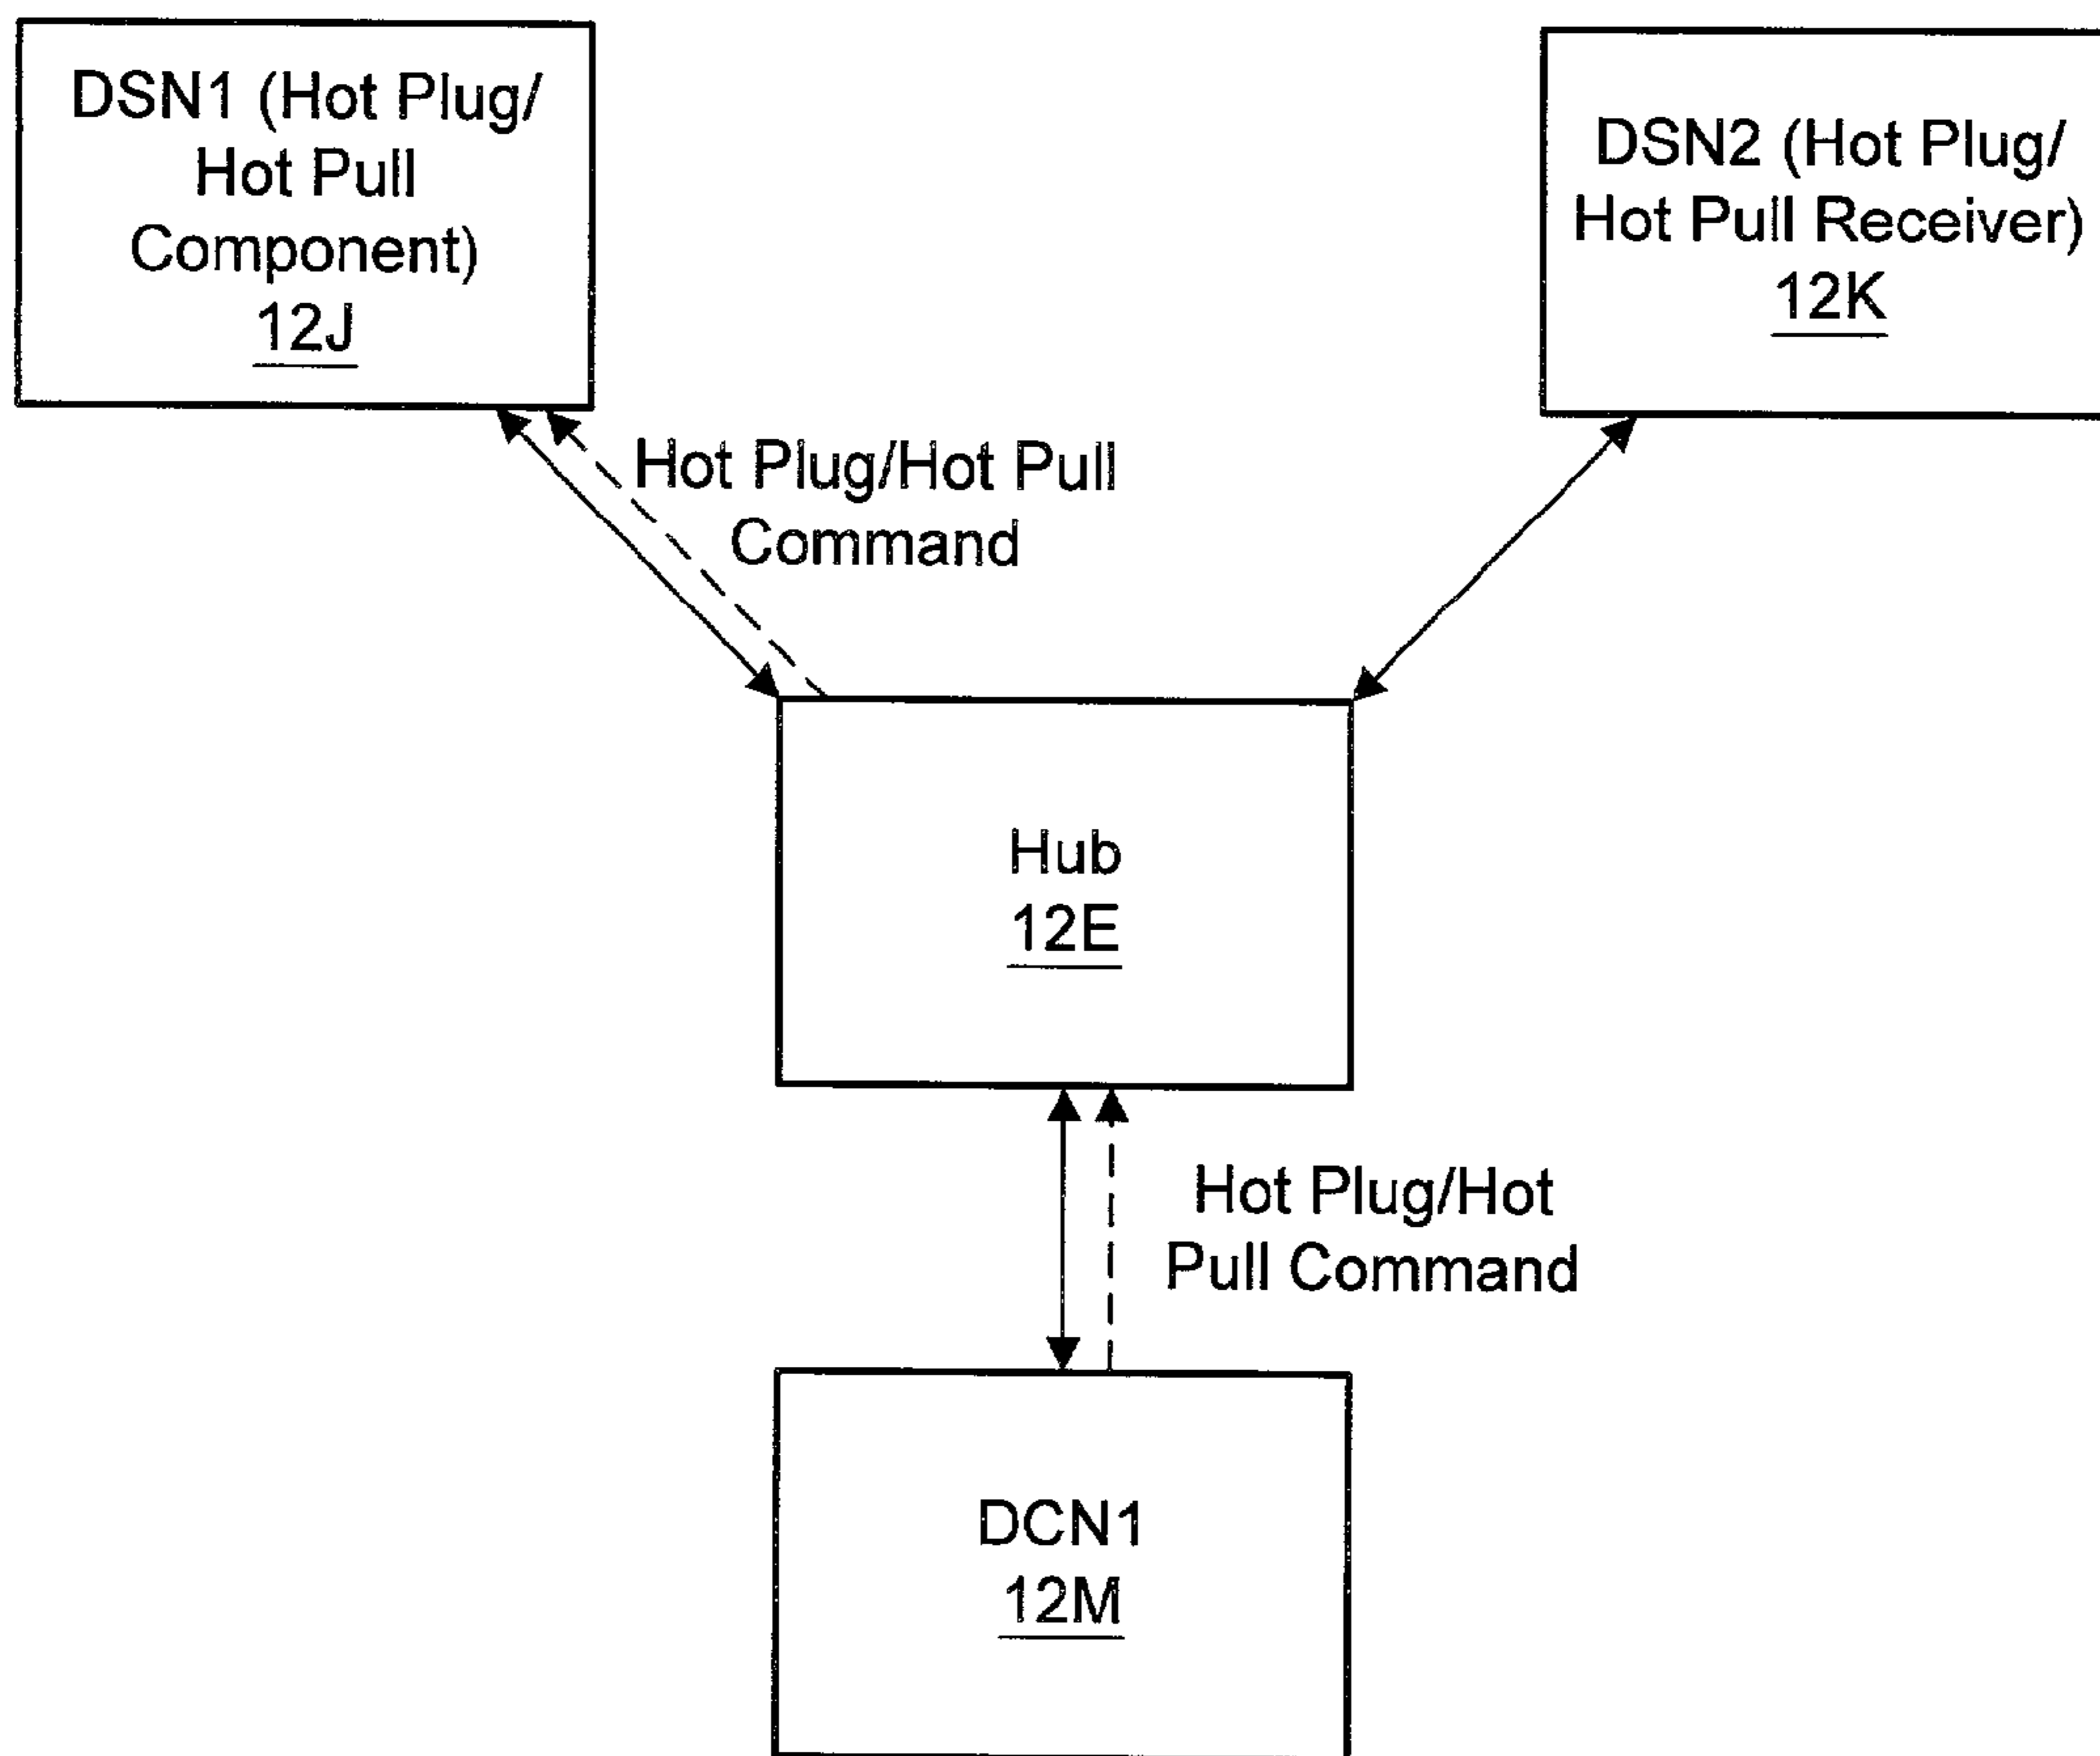 DSN1 (Hot Plug/
Hot Pull
Component)
12J
DSN2 (Hot Plug/
Hot Pull Receiver)
12K
Hot Plug/Hot Pull
Command
Hub
12E
Hot Plug/Hot
Pull Command
DCN1
12M